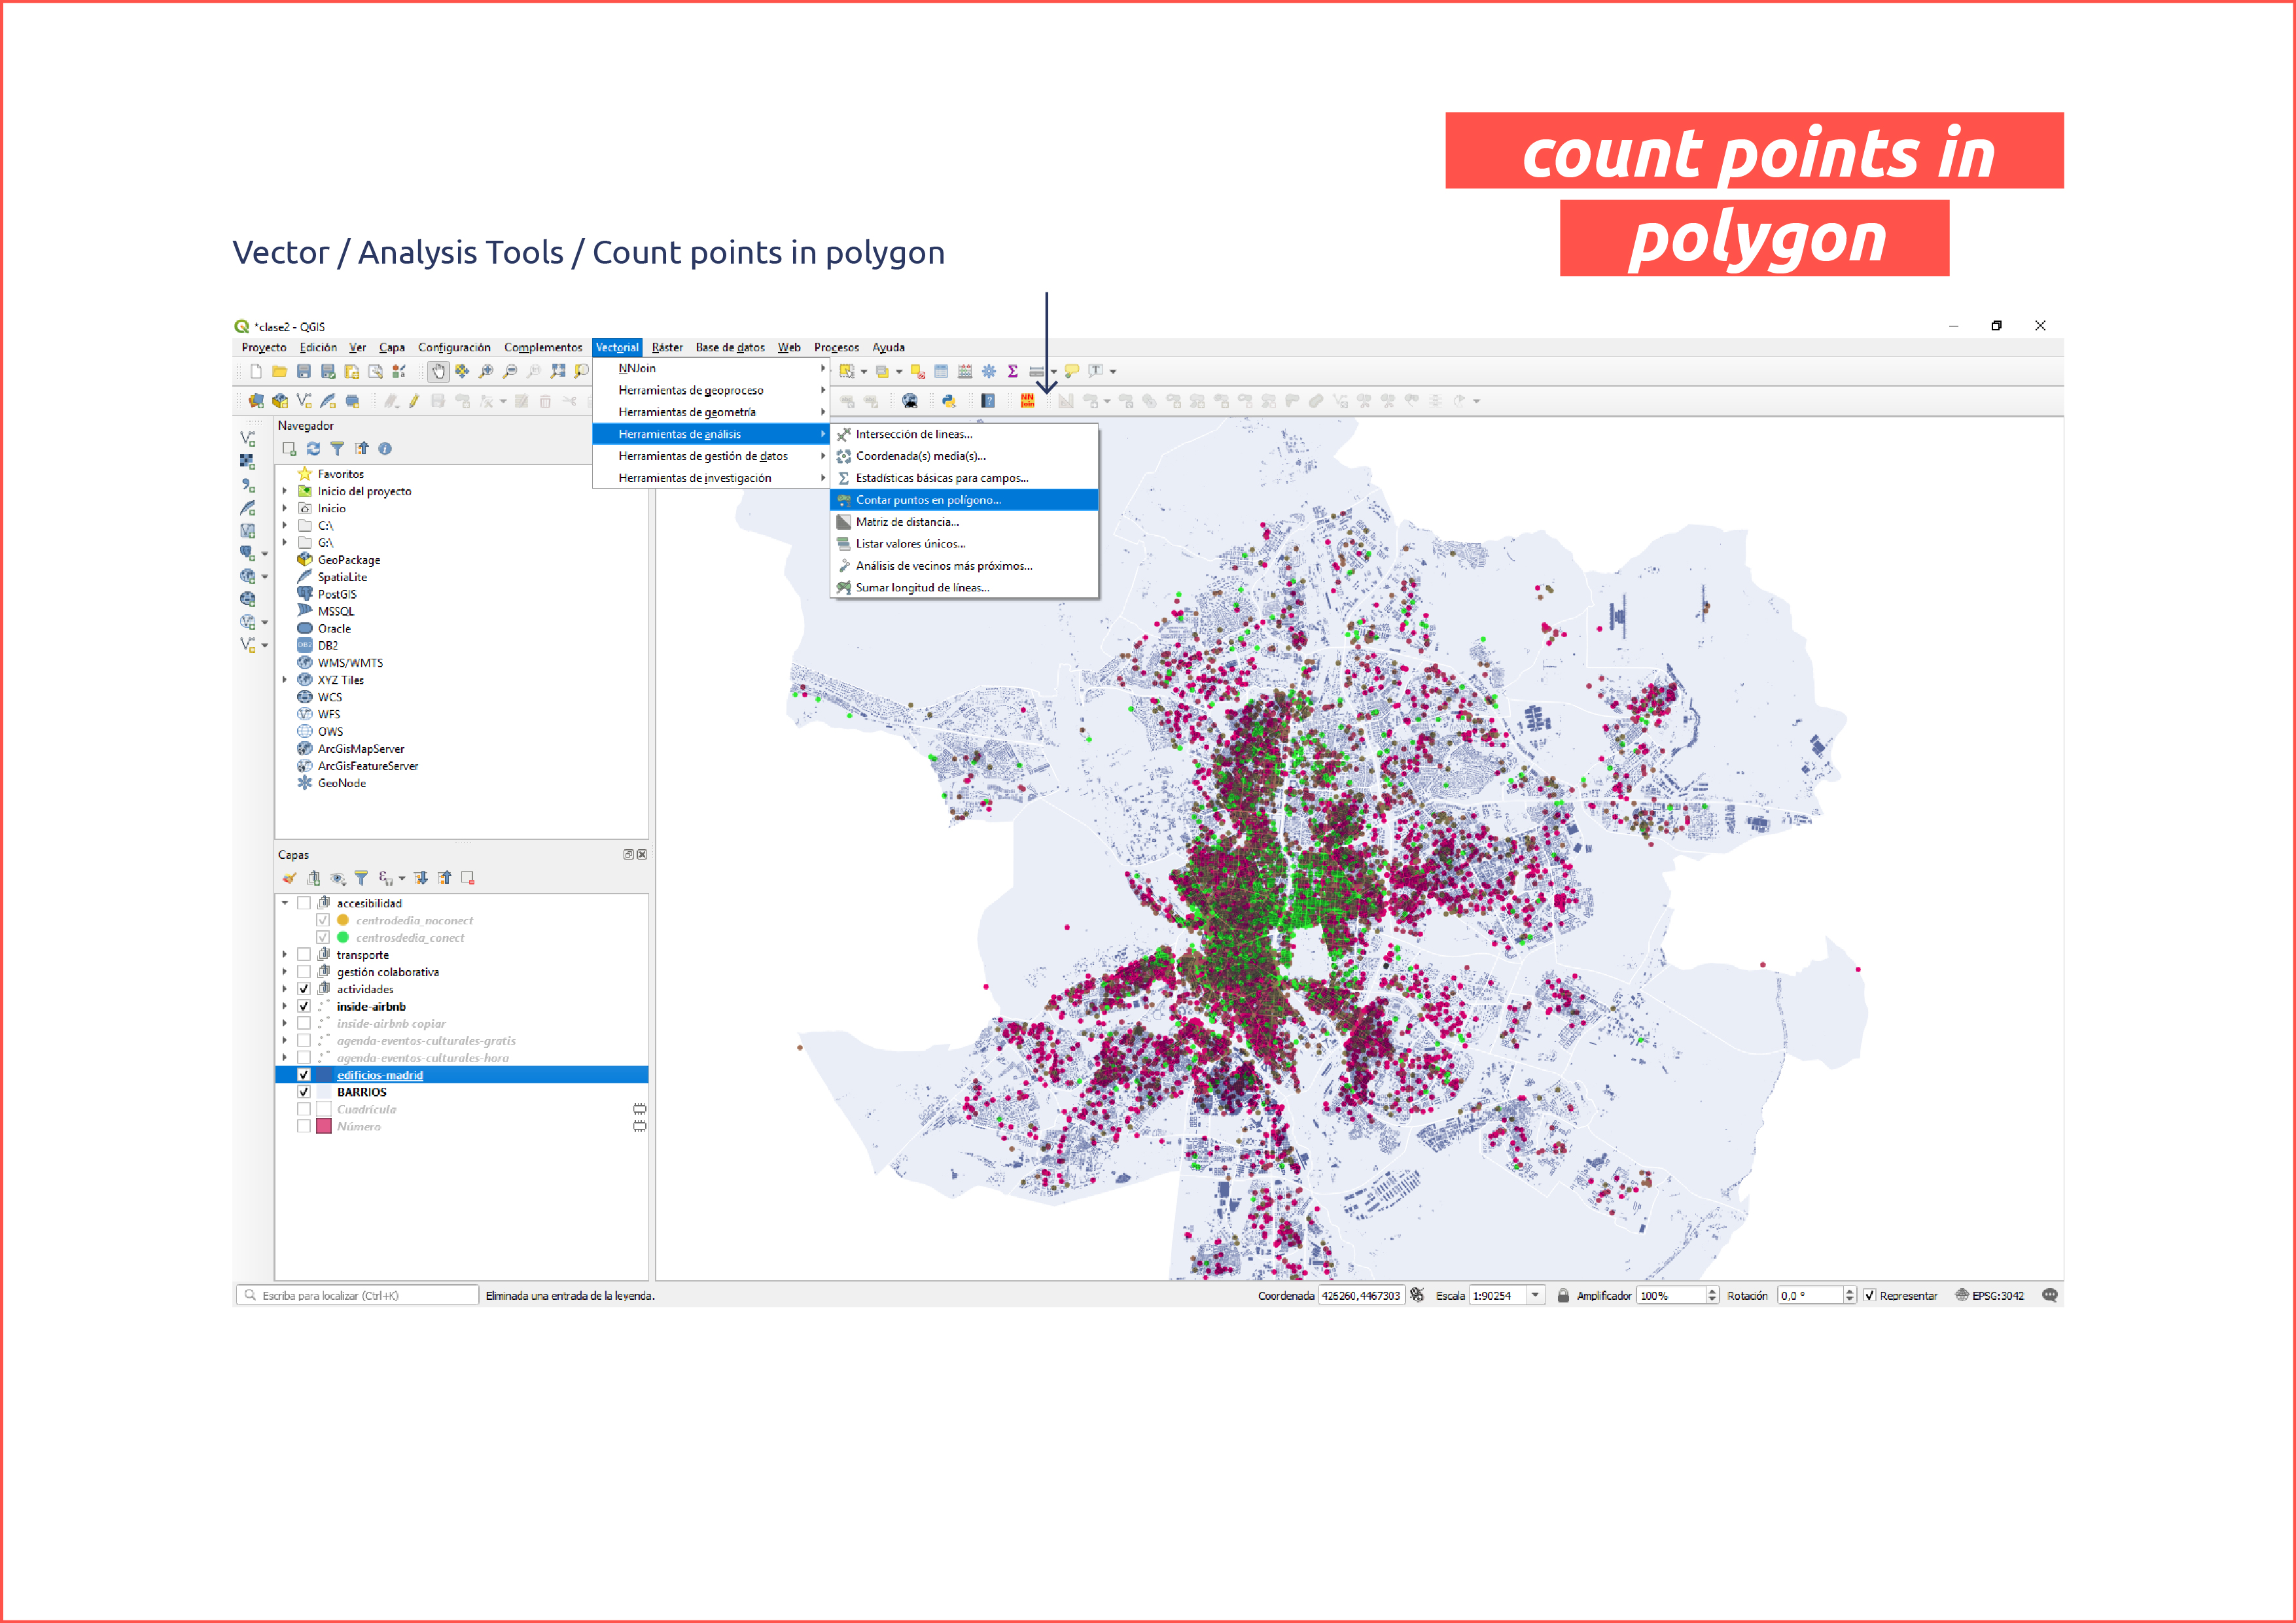 count points in
polygon
Vector / Analysis Tools / Count points in polygon
*clase2 - QGIS
Proyecto Edición Ver Capa Configuración Complementos Vectorial Ráster Base de datos Web Procesos Ayuda
NNJoin
Herramientas de geoproceso
Herramientas de geometría
Herramientas de análisis
Herramientas de gestión de datos
Herramientas de investigación
Intersección de líneas...
Coordenada(s) media(s)...
Estadísticas básicas para campos...
Contar puntos en polígono...
Matriz de distancia...
Listar valores únicos...
Análisis de vecinos más próximos...
Sumar longitud de líneas...
Navegador
Favoritos
Inicio del proyecto
Inicio
C:\
G:\
GeoPackage
SpatiaLite
PostGIS
MSSQL
Oracle
DB2
WMS/WMTS
XYZ Tiles
WCS
WFS
OWS
ArcGisMapServer
ArcGisFeatureServer
GeoNode
Capas
accesibilidad
centrodedia_noconect
centrosdedia_conect
transporte
gestión colaborativa
actividades
inside-airbnb
inside-airbnb copiar
agenda-eventos-culturales-gratis
agenda-eventos-culturales-hora
edificios-madrid
BARRIOS
Cuadrícula
Número
Escriba para localizar (Ctrl+K) Eliminada una entrada de la leyenda. Coordenada 426260,4467303 Escala 1:90254 Amplificador 100% Rotación 0,0 ° Representar EPSG:3042